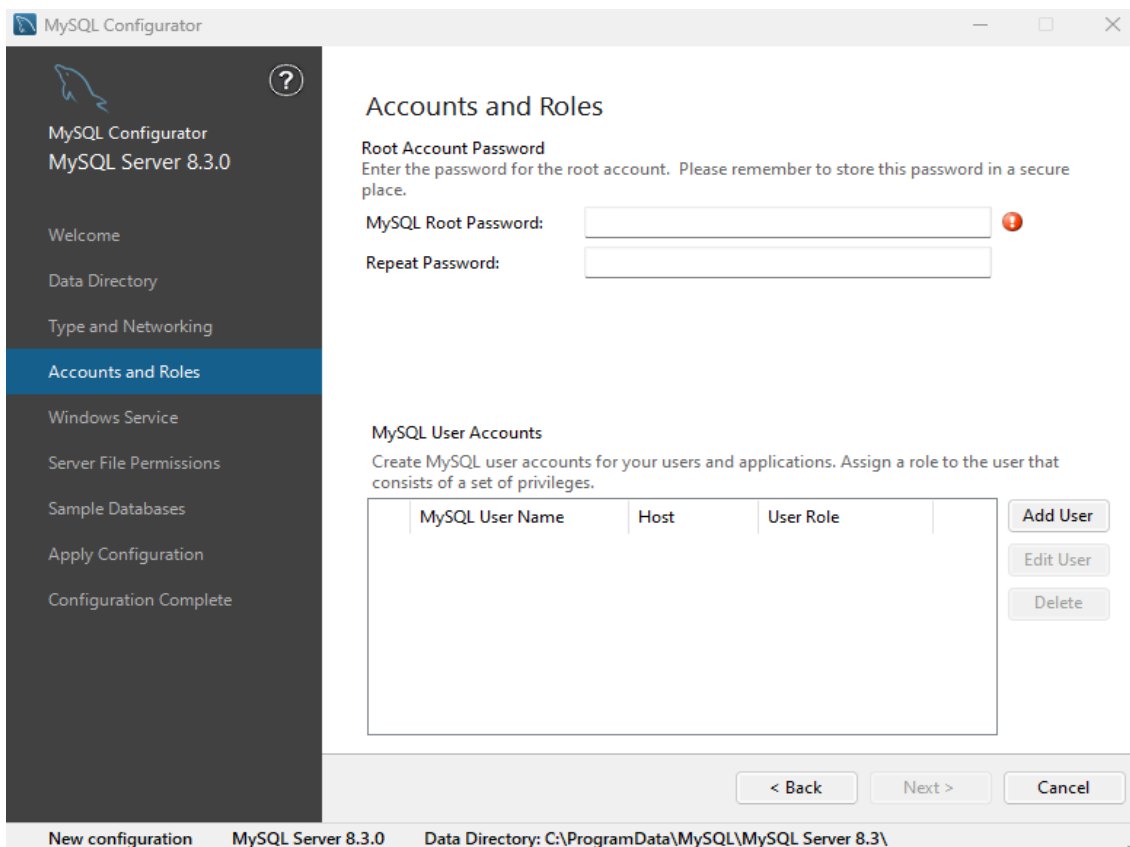 MySQL Configurator
?
MySQL Configurator
MySQL Server 8.3.0
Welcome
Data Directory
Type and Networking
Accounts and Roles
Windows Service
Server File Permissions
Sample Databases
Apply Configuration
Configuration Complete
Accounts and Roles
Root Account Password
Enter the password for the root account.  Please remember to store this password in a secure
place.
MySQL Root Password:
!
Repeat Password:
MySQL User Accounts
Create MySQL user accounts for your users and applications. Assign a role to the user that
consists of a set of privileges.
MySQL User Name Host User Role
Add User
Edit User
Delete
< Back Next > Cancel
New configuration MySQL Server 8.3.0 Data Directory: C:\ProgramData\MySQL\MySQL Server 8.3\